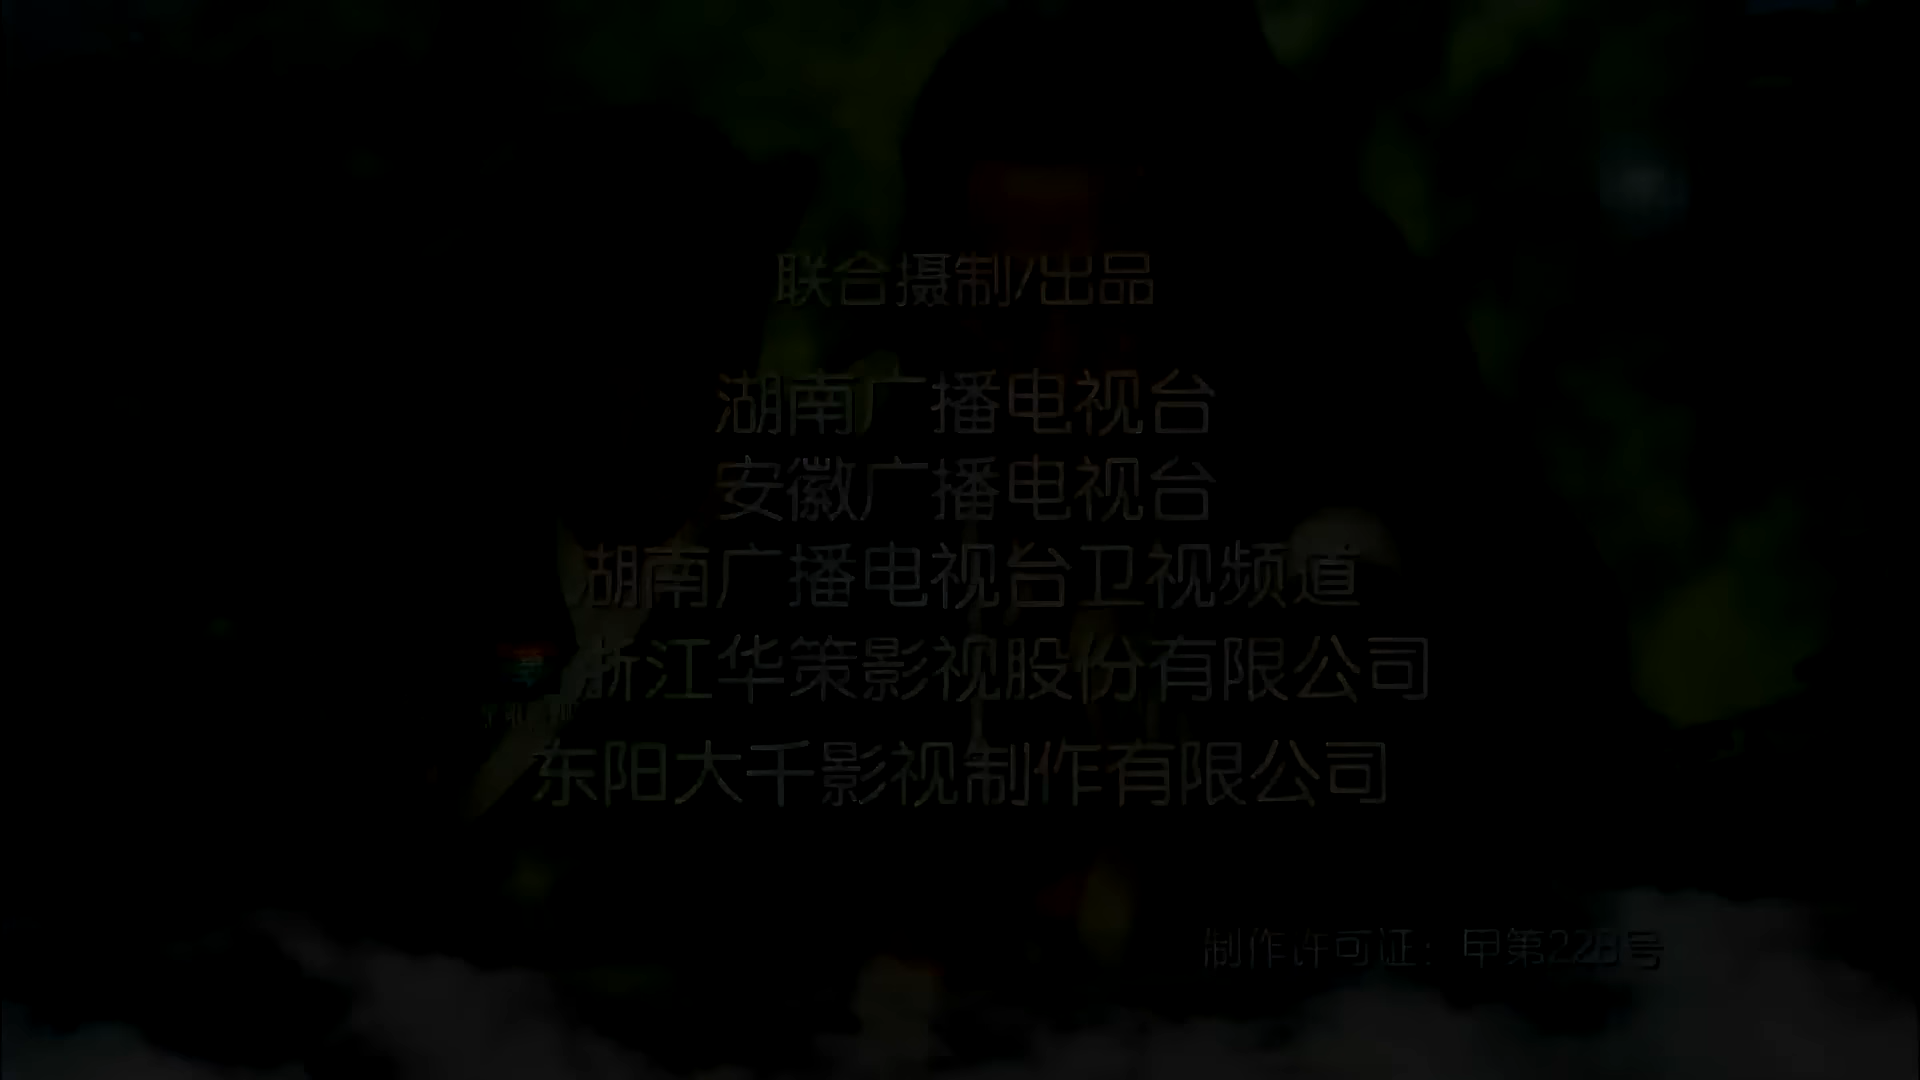 联合摄制/出品
湖南广播电视台
安徽广播电视台
湖南广播电视台卫视频道
浙江华策影视股份有限公司
东阳大千影视制作有限公司
制作许可证：甲第228号